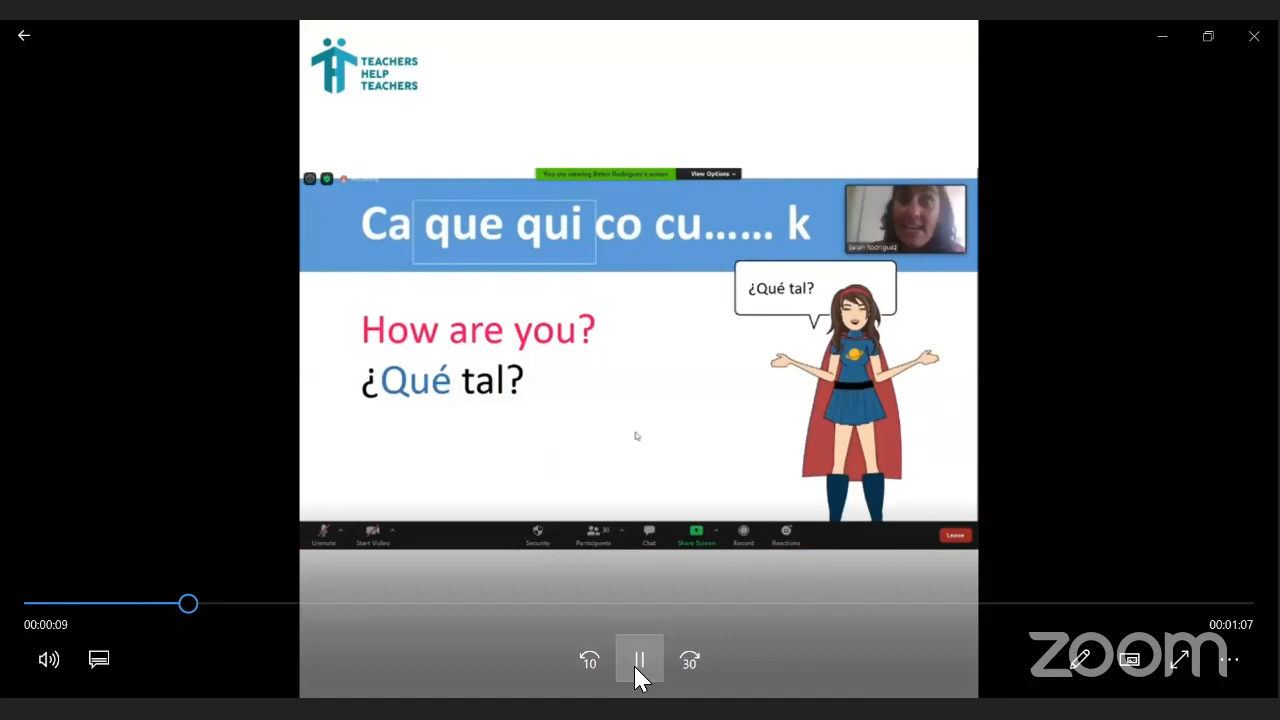 TEACHERS
HELP
TEACHERS
You are viewing Belen Rodriguez's screen
View Options
Ca que qui co cu...... k
Belen Rodriguez
¿Qué tal?
How are you?
¿Qué tal?
Unmute
Start Video
Security
30
Participants
Chat
Share Screen
Record
Reactions
Leave
00:00:09
00:01:07
10
30
zoom